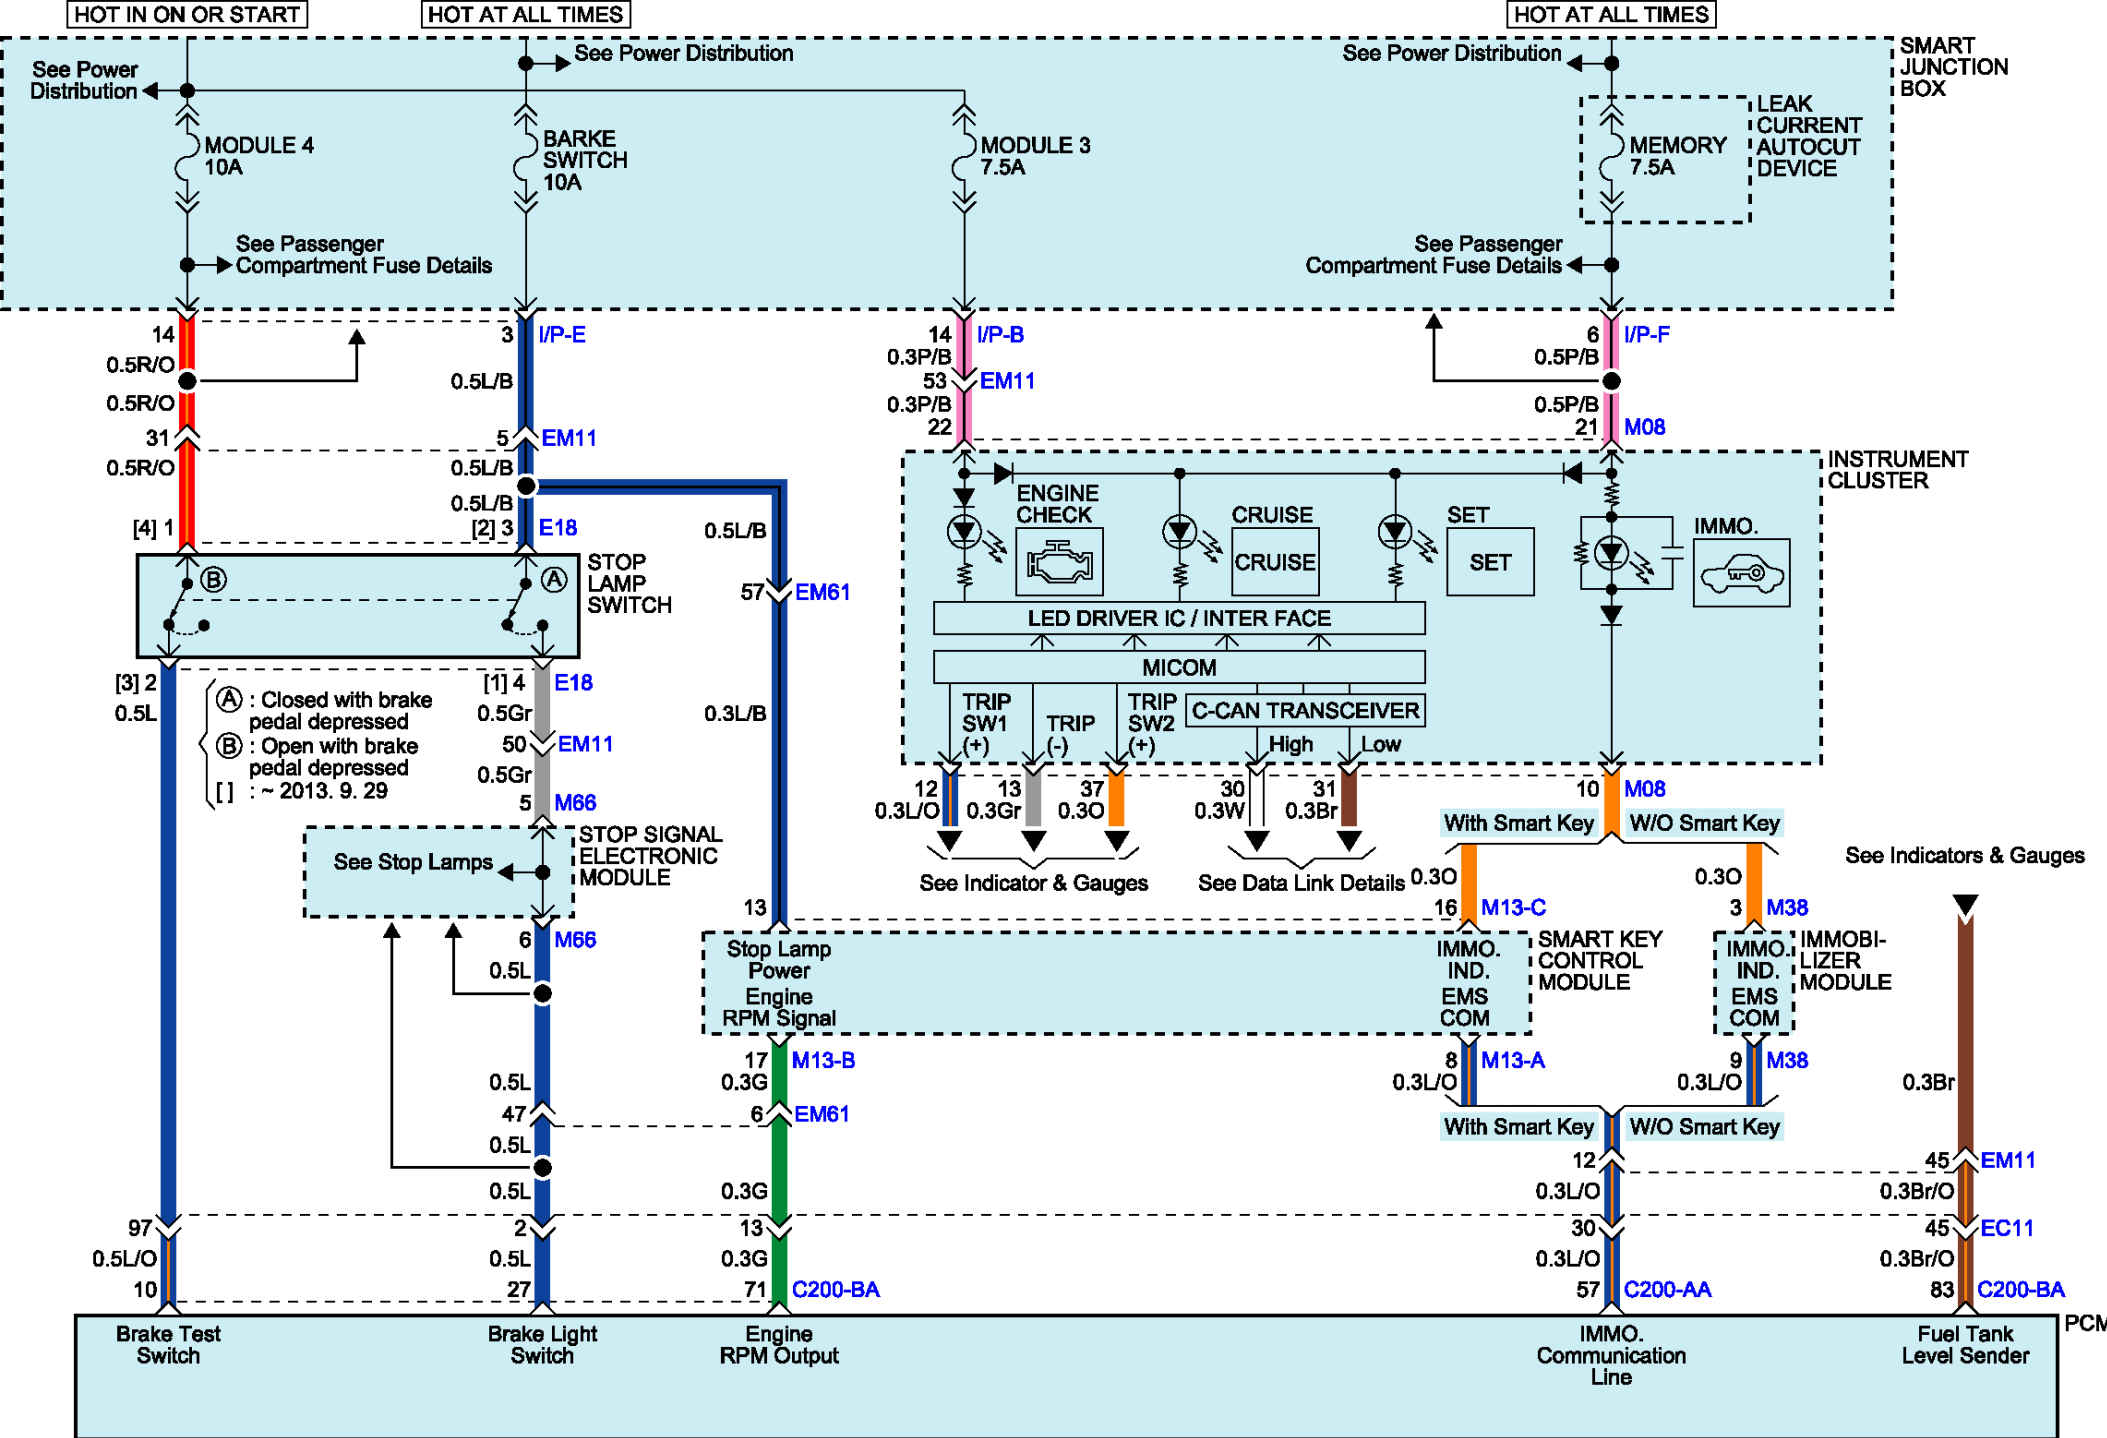 HOT IN ON OR START
HOT AT ALL TIMES
HOT AT ALL TIMES
See Power
Distribution
See Power Distribution
See Power Distribution
SMART
JUNCTION
BOX
MODULE 4
10A
BARKE
SWITCH
10A
MODULE 3
7.5A
MEMORY
7.5A
LEAK
CURRENT
AUTOCUT
DEVICE
See Passenger
Compartment Fuse Details
See Passenger
Compartment Fuse Details
14
3
I/P-E
14
I/P-B
6
I/P-F
0.5R/O
0.5L/B
0.3P/B
0.5P/B
53
EM11
0.5R/O
0.3P/B
0.5P/B
31
5
EM11
22
21
M08
0.5R/O
0.5L/B
0.5L/B
[4] 1
[2] 3
E18
0.5L/B
INSTRUMENT
CLUSTER
ENGINE
CHECK
CRUISE
CRUISE
SET
SET
IMMO.
B
A
STOP
LAMP
SWITCH
57
EM61
LED DRIVER IC / INTER FACE
MICOM
C-CAN TRANSCEIVER
TRIP
SW1
(+)
TRIP
(-)
TRIP
SW2
(+)
High
Low
[3] 2
0.5L
[1] 4
E18
0.5Gr
0.3L/B
A : Closed with brake
pedal depressed
B : Open with brake
pedal depressed
[ ] : ~ 2013. 9. 29
50
EM11
0.5Gr
5
M66
12
0.3L/O
13
0.3Gr
37
0.3O
30
0.3W
31
0.3Br
10
M08
With Smart Key
W/O Smart Key
See Stop Lamps
STOP SIGNAL
ELECTRONIC
MODULE
See Indicator & Gauges
See Data Link Details
0.3O
0.3O
See Indicators & Gauges
13
16
M13-C
3
M38
6
M66
0.5L
Stop Lamp
Power
Engine
RPM Signal
IMMO.
IND.
EMS
COM
SMART KEY
CONTROL
MODULE
IMMO.
IND.
EMS
COM
IMMOBI-
LIZER
MODULE
17
M13-B
8
M13-A
9
M38
0.5L
0.3G
0.3L/O
0.3L/O
0.3Br
47
6
EM61
With Smart Key
W/O Smart Key
0.5L
12
45
EM11
0.5L
0.3G
0.3L/O
0.3Br/O
97
2
13
30
45
EC11
0.5L/O
0.5L
0.3G
0.3L/O
0.3Br/O
10
27
71
C200-BA
57
C200-AA
83
C200-BA
PCM
Brake Test
Switch
Brake Light
Switch
Engine
RPM Output
IMMO.
Communication
Line
Fuel Tank
Level Sender